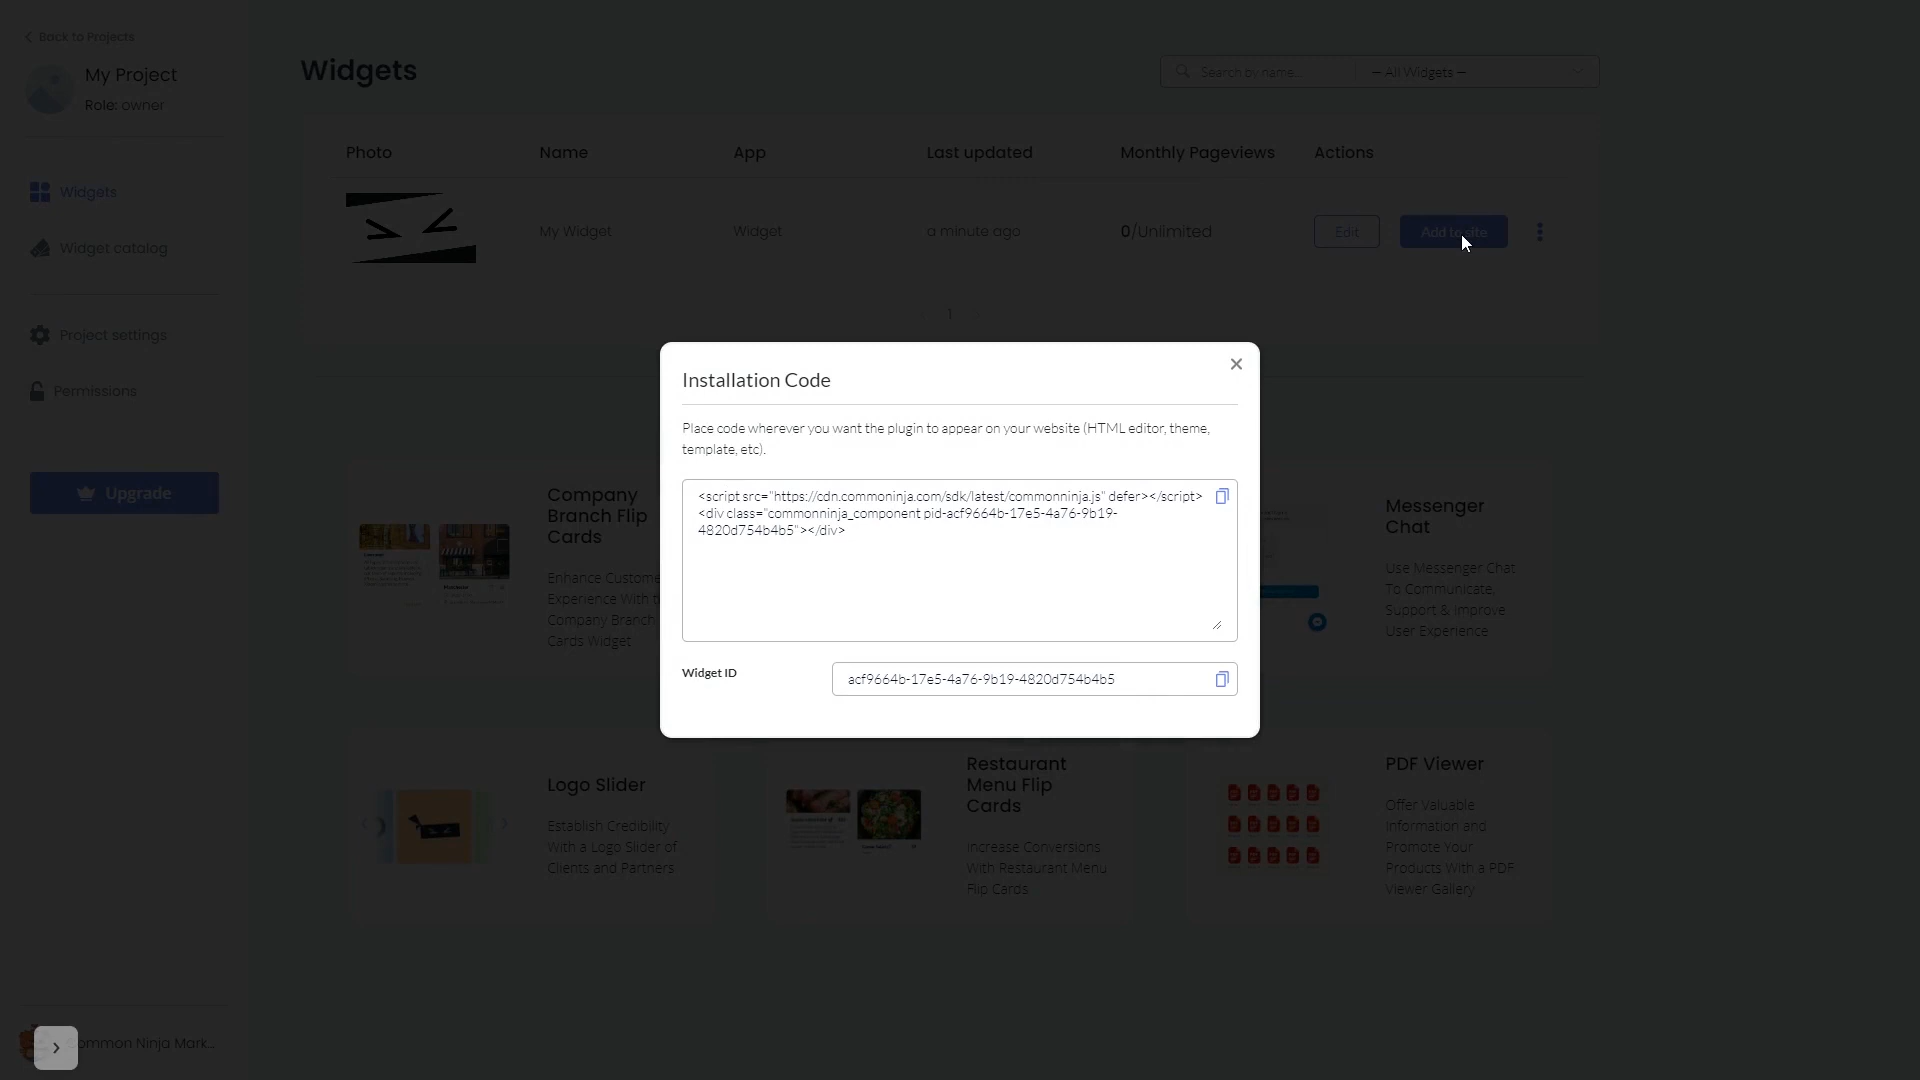 Back to Projects
My Project
Role: owner
Widgets
Widget catalog
Project settings
Permissions
Upgrade
Widgets
Search by name...
— All Widgets —
Photo
Name
App
Last updated
Monthly Pageviews
Actions
My Widget
Widget
a minute ago
0/Unlimited
Edit
Add to site
1
Installation Code
Place code wherever you want the plugin to appear on your website (HTML editor, theme,
template, etc).
<script src="https://cdn.commoninja.com/sdk/latest/commonninja.js" defer></script>
<div class="commonninja_component pid-acf9664b-17e5-4a76-9b19-
4820d754b4b5"></div>
Widget ID
acf9664b-17e5-4a76-9b19-4820d754b4b5
Company
Branch Flip
Cards
Enhance Custome
Experience With
Company Branch
Cards Widget
Messenger
Chat
Use Messenger Chat
To Communicate,
Support & Improve
User Experience
Logo Slider
Establish Credibility
With a Logo Slider of
Clients and Partners
Restaurant
Menu Flip
Cards
Increase Conversions
With Restaurant Menu
Flip Cards
PDF Viewer
Offer Valuable
Information and
Promote Your
Products With a PDF
Viewer Gallery
ommon Ninja Mark...